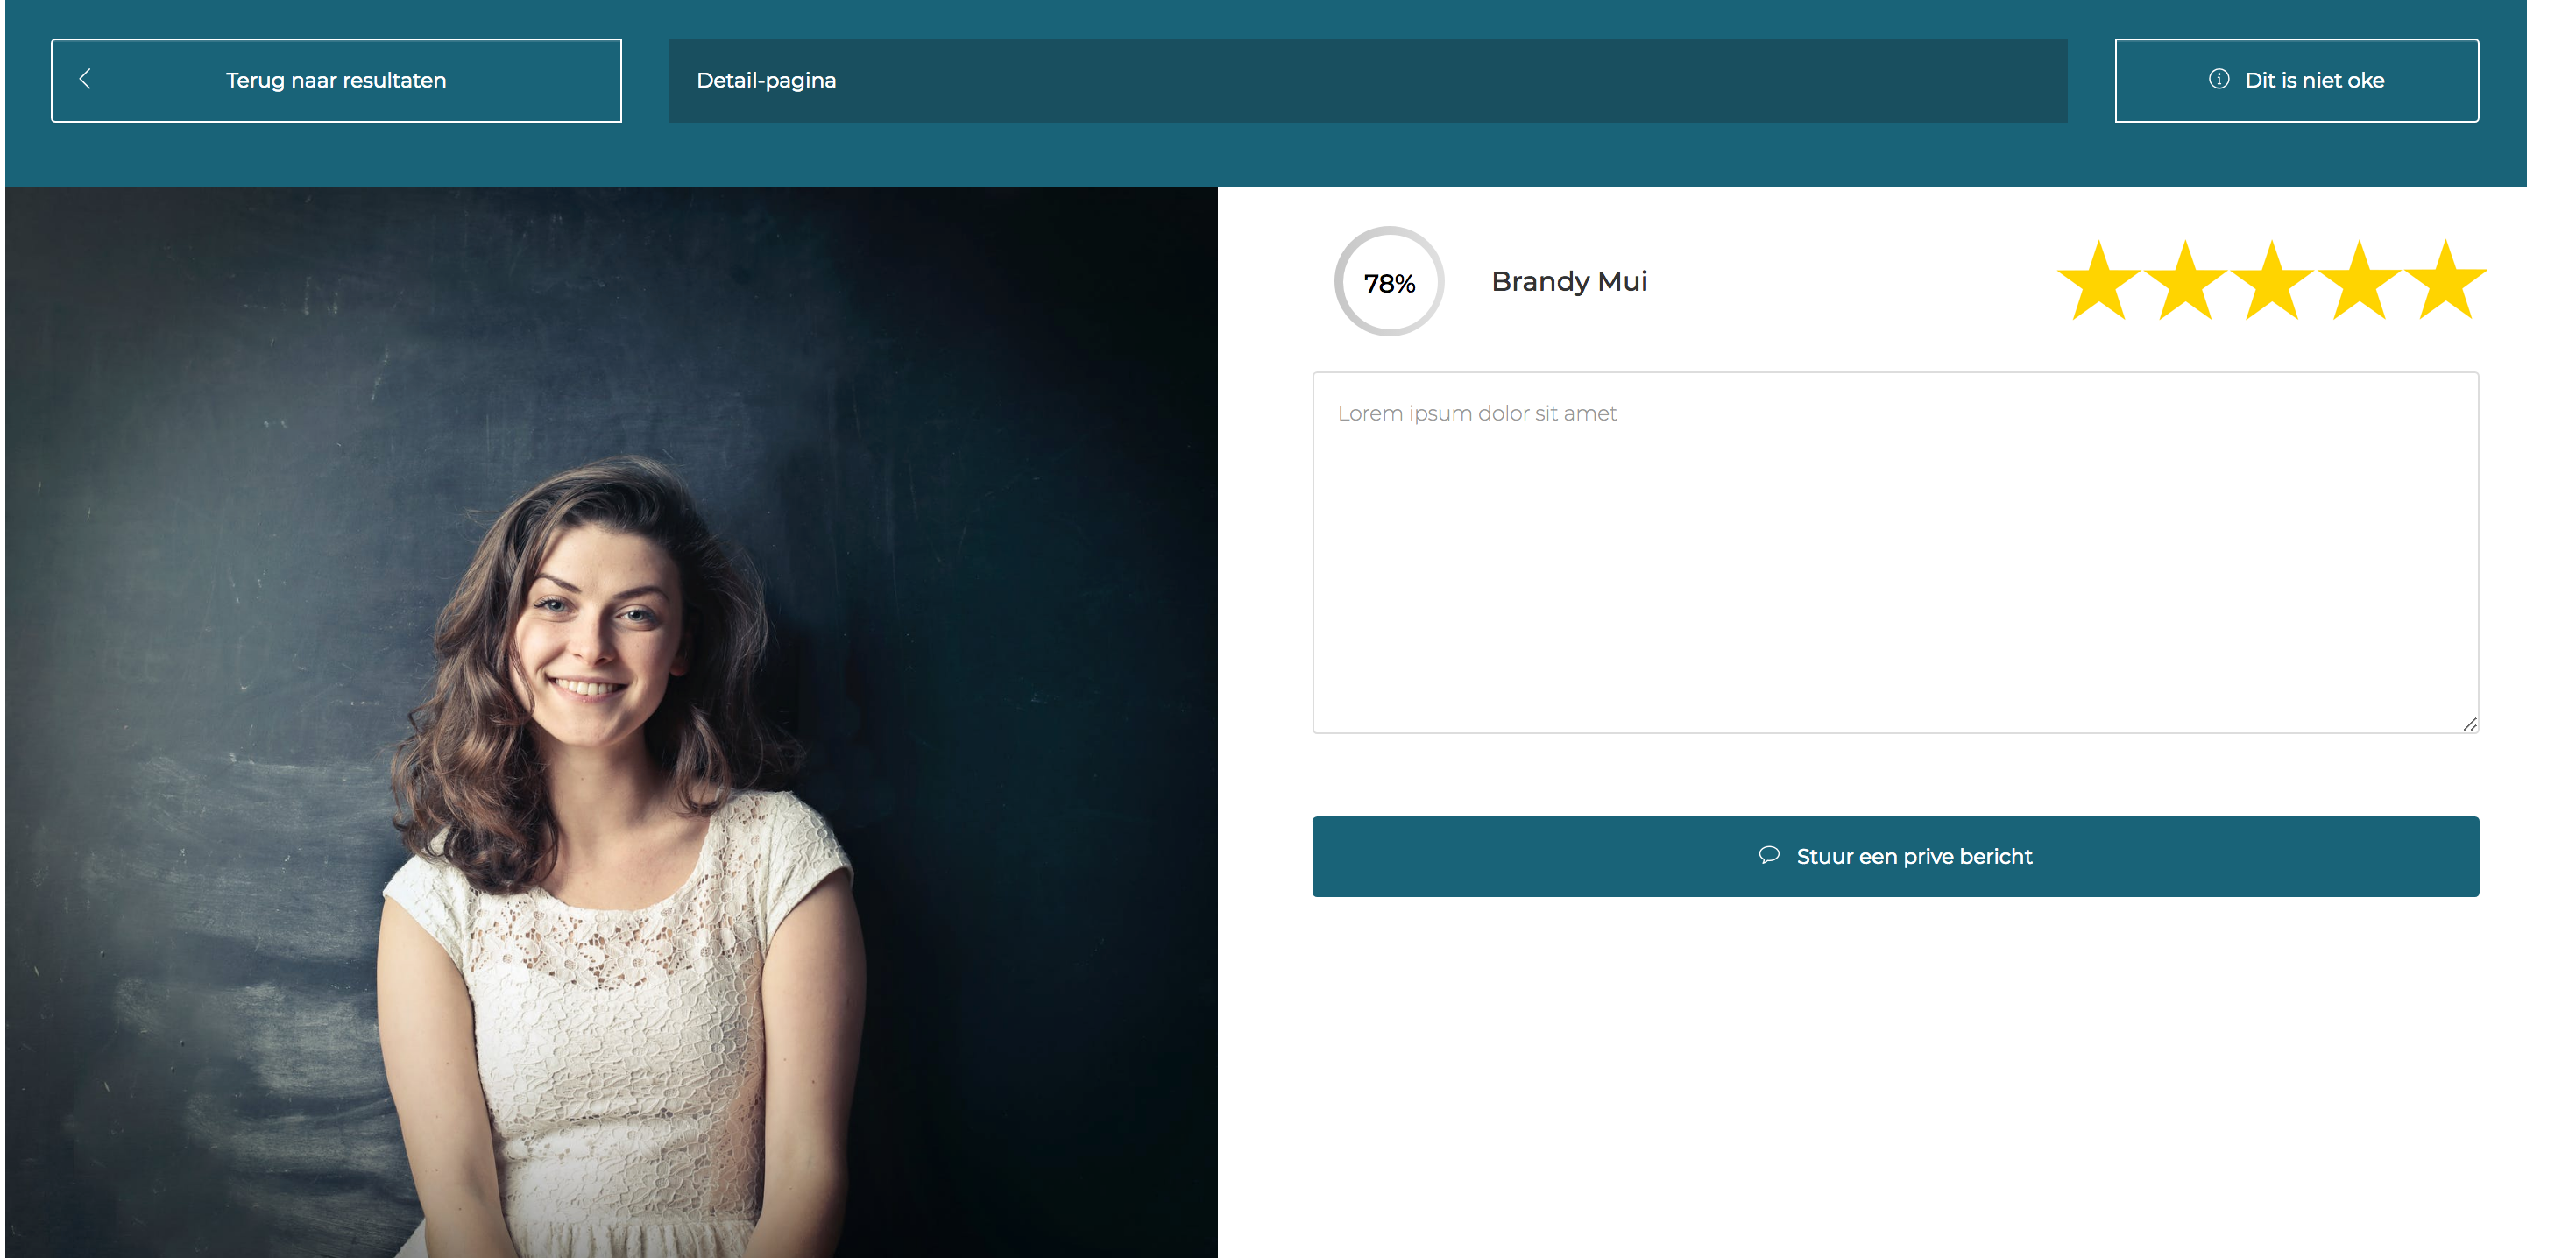 Terug naar resultaten
Detail-pagina
Dit is niet oke
78%
Brandy Mui
Lorem ipsum dolor sit amet
Stuur een prive bericht